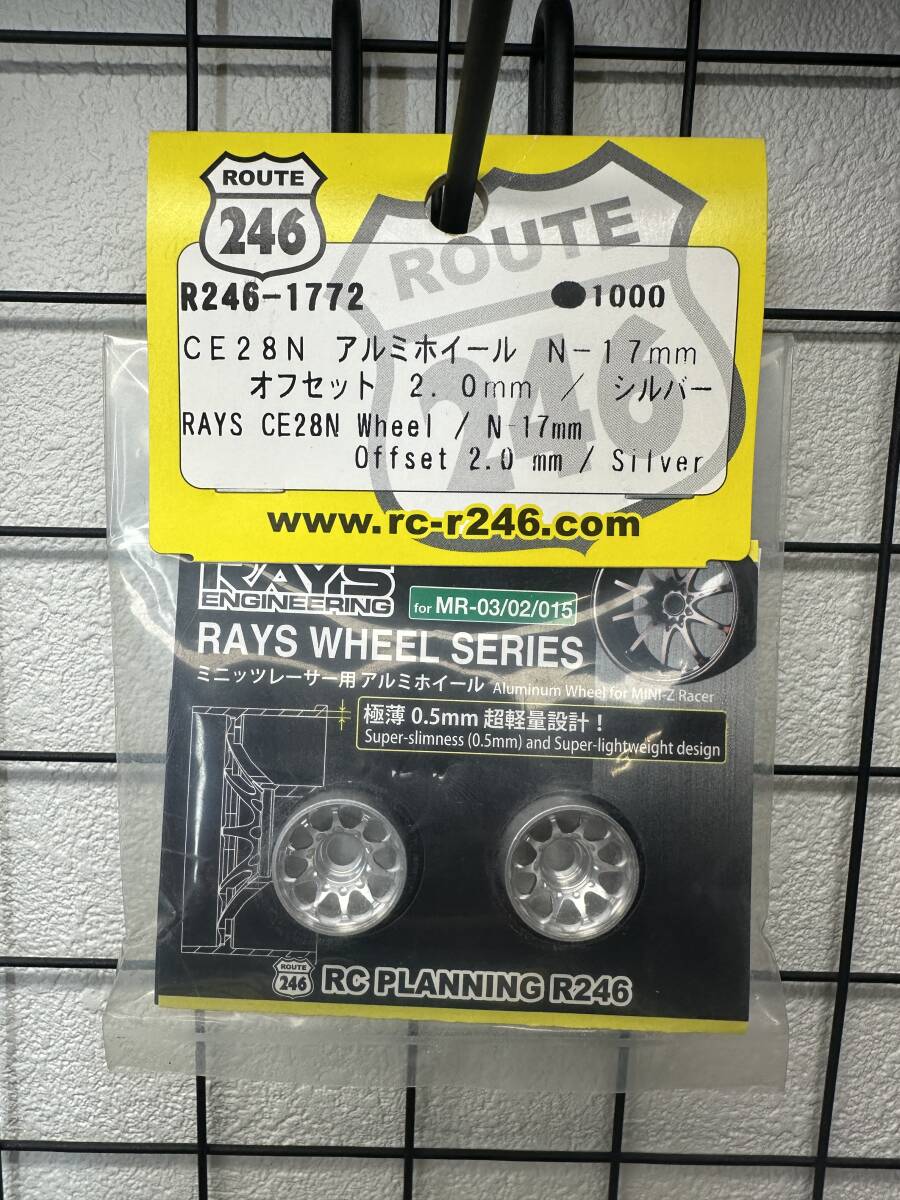 ROUTE
246
ROUTE
246
R246-1772 ●1000
CE28N アルミホイール N-17mm
オフセット 2.0mm / シルバー
RAYS CE28N Wheel / N-17mm
Offset 2.0 mm / Silver
www.rc-r246.com
RAYS
ENGINEERING
for MR-03/02/015
RAYS WHEEL SERIES
ミニッツレーサー用 アルミホイール Aluminum Wheel for MINI-Z Racer
極薄 0.5mm 超軽量設計!
Super-slimness (0.5mm) and Super-lightweight design
ROUTE
246
RC PLANNING R246